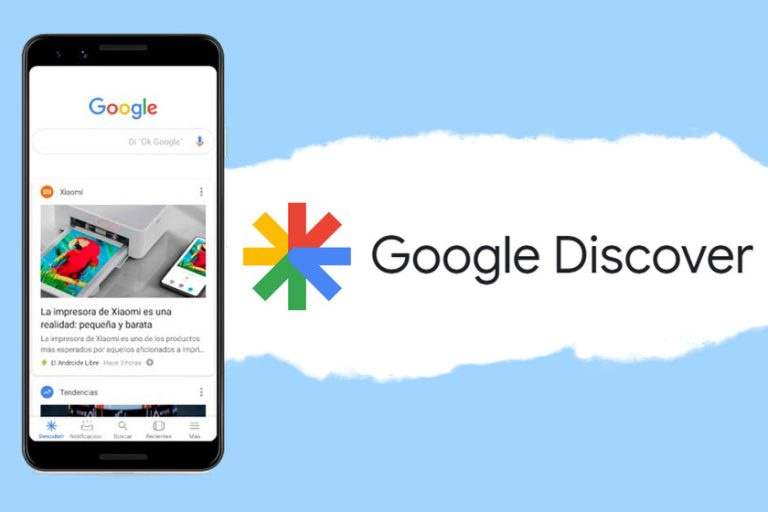 Google
Di "Ok Google"
Xiaomi
La impresora de Xiaomi es una
realidad: pequeña y barata
La impresora de Xiaomi es uno de los productos
más esperados por aquellos aficionados a impri...
El Androide Libre · Hace 3 horas
Tendencias
Descubrir Notificacion... Buscar Recientes Más
Google Discover